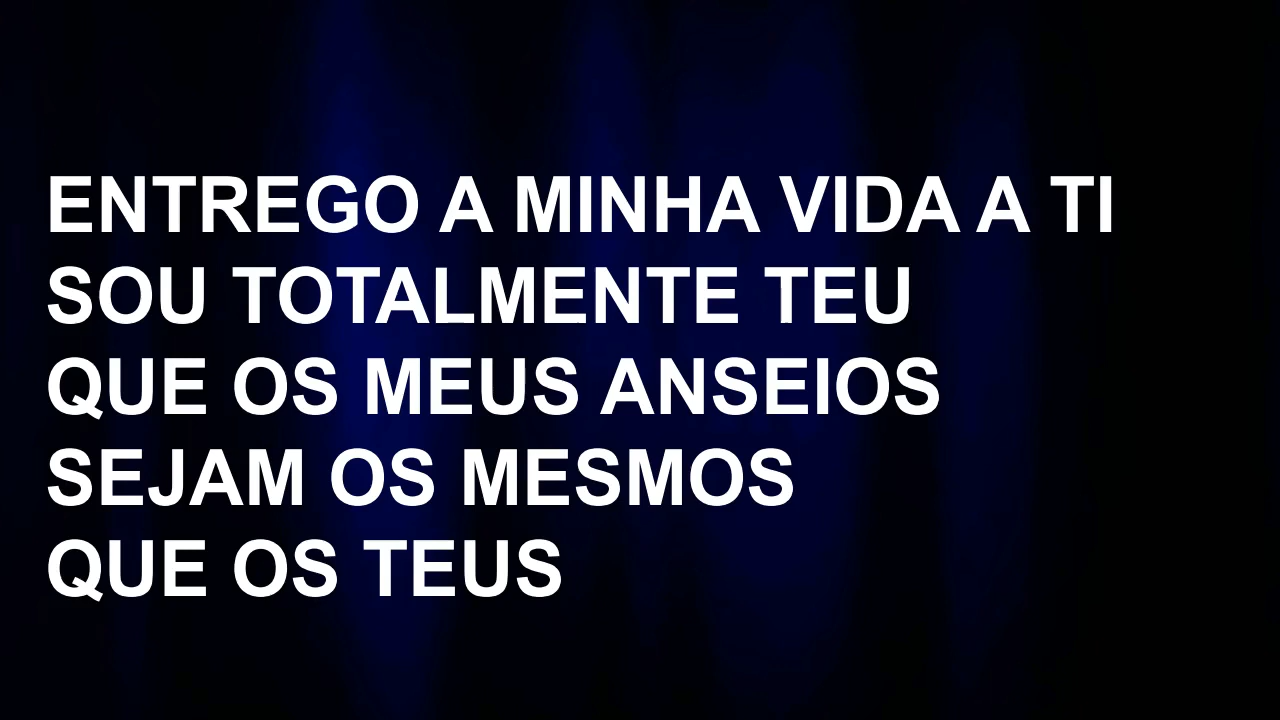 ENTREGO A MINHA VIDA A TI
SOU TOTALMENTE TEU
QUE OS MEUS ANSEIOS
SEJAM OS MESMOS
QUE OS TEUS